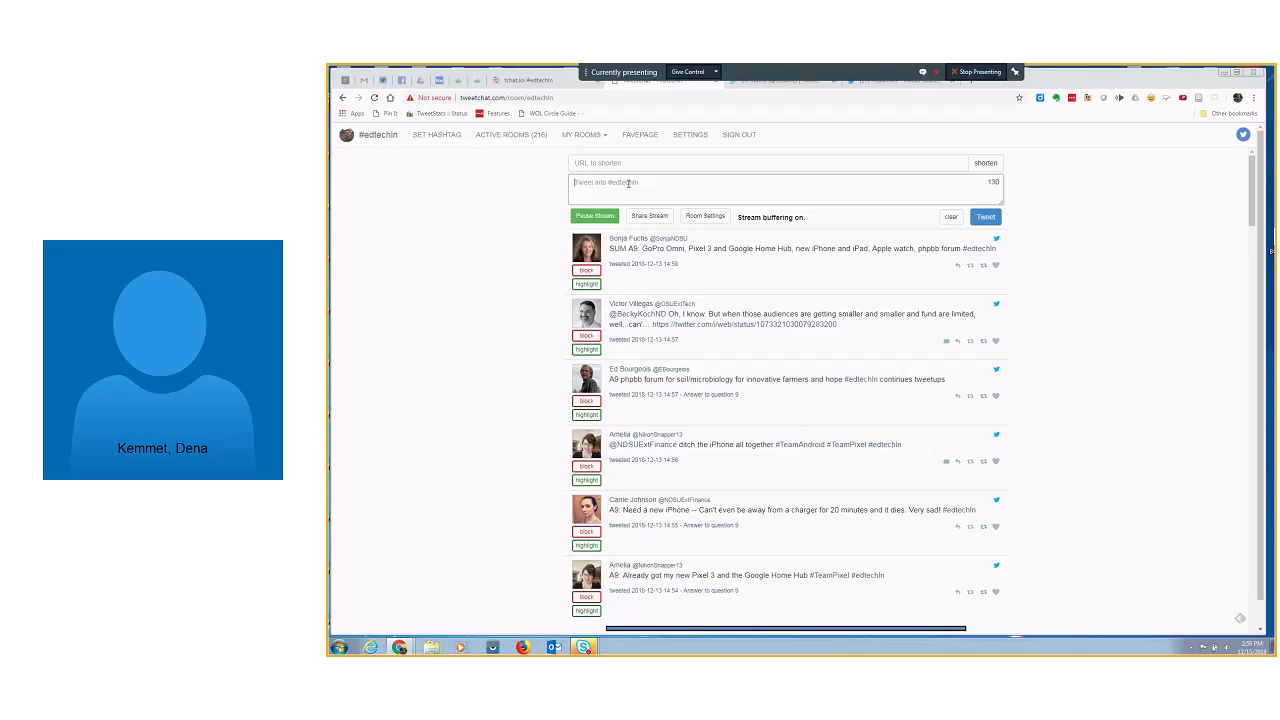 Kemmet, Dena
Currently presenting
Give Control
Stop Presenting
tchat.io #edtechln
Not secure
tweetchat.com/room/edtechln
Apps
Pin It
TweetStats :: Status
Features
WOL Circle Guide -
Other bookmarks
#edtechln
SET HASHTAG
ACTIVE ROOMS (216)
MY ROOMS
FAVEPAGE
SETTINGS
SIGN OUT
URL to shorten
shorten
Tweet into #edtechln
130
Pause Stream
Share Stream
Room Settings
Stream buffering on.
clear
Tweet
Sonja Fuchs @SonjaNDSU
SUM A9: GoPro Omni, Pixel 3 and Google Home Hub, new iPhone and iPad, Apple watch, phpbb forum #edtechln
tweeted 2018-12-13 14:58
block
highlight
Victor Villegas @OSUExtTech
@BeckyKochND Oh, I know. But when those audiences are getting smaller and smaller and fund are limited,
well...can'... https://twitter.com/i/web/status/1073321030079283200
tweeted 2018-12-13 14:57
block
highlight
Ed Bourgeois @EBourgeois
A9 phpbb forum for soil/microbiology for innovative farmers and hope #edtechln continues tweetups
tweeted 2018-12-13 14:57 - Answer to question 9
block
highlight
Amelia @NikonSnapper13
@NDSUExtFinance ditch the iPhone all together #TeamAndroid #TeamPixel #edtechln
tweeted 2018-12-13 14:56
block
highlight
Carrie Johnson @NDSUExtFinance
A9: Need a new iPhone -- Can't even be away from a charger for 20 minutes and it dies. Very sad! #edtechln
tweeted 2018-12-13 14:55 - Answer to question 9
block
highlight
Amelia @NikonSnapper13
A9: Already got my new Pixel 3 and the Google Home Hub #TeamPixel #edtechln
tweeted 2018-12-13 14:54 - Answer to question 9
block
highlight
2:58 PM
12/13/2018